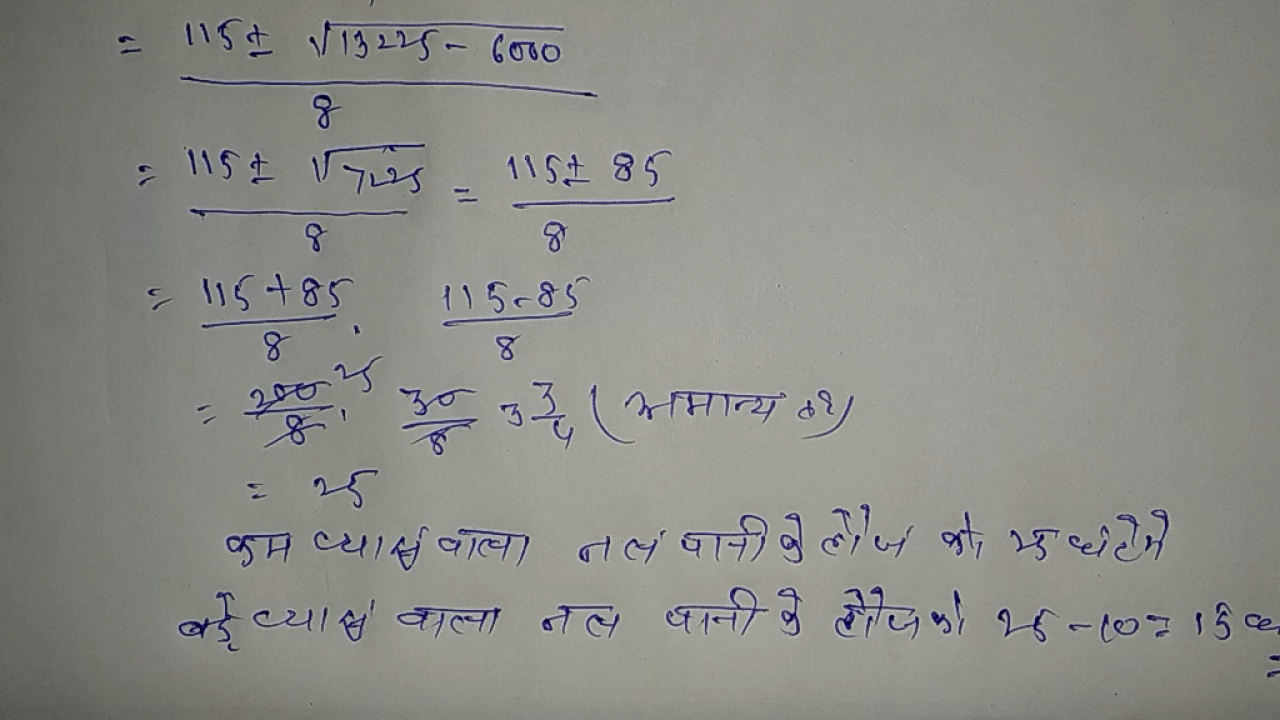 = 115 ± √13225 - 6000 / 8
= 115 ± √7225 / 8 = 115 ± 85 / 8
= 115 + 85 / 8 , 115 - 85 / 8
= 200 / 8 25 , 30 / 8 3 3/4 ( अमान्य है)
= 25
कम व्यास वाला नल पानी के हौज को 25 घंटे में
बड़े व्यास वाला नल पानी के हौज को 25 - 10 = 15